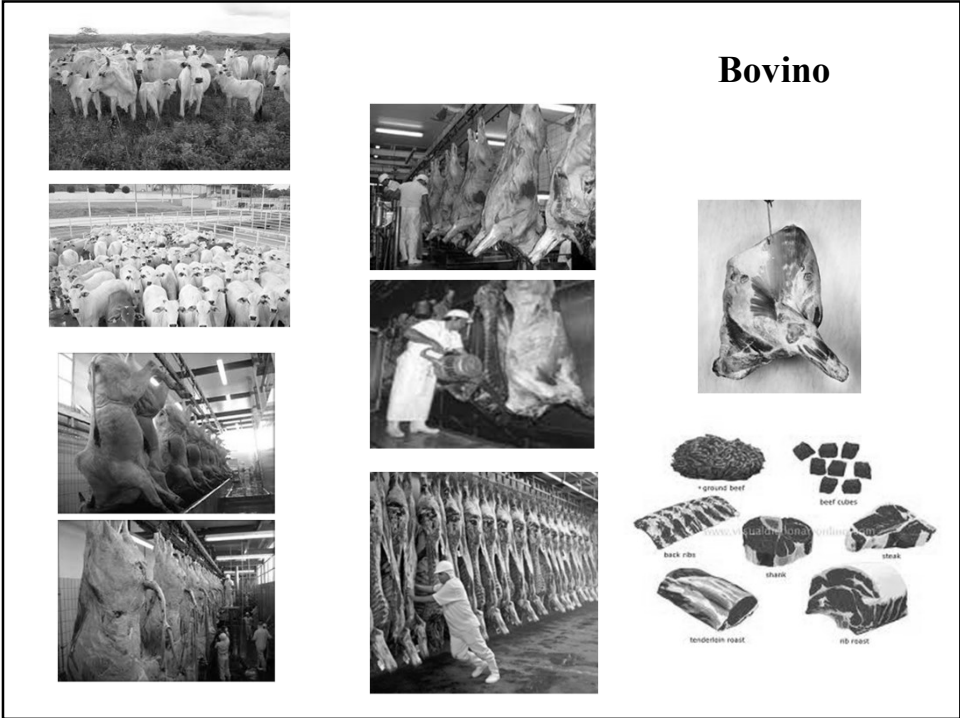 Bovino
• ground beef
beef cubes
back ribs
shank
steak
tenderloin roast
rib roast